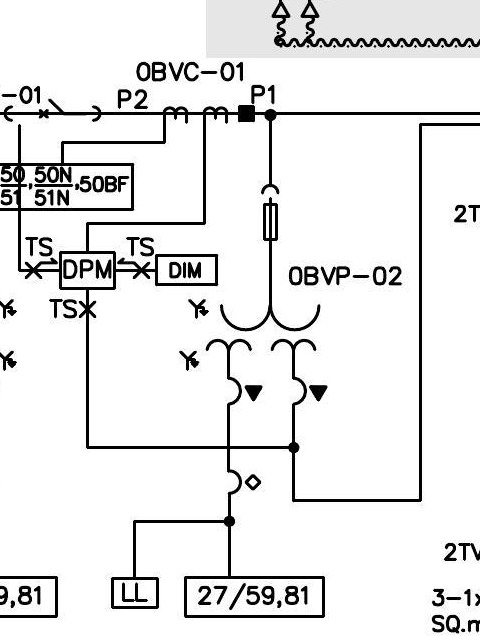 0BVC-01
-01
P2
P1
50
51
50N
51N
,50BF
2T
TS
TS
DPM
DIM
0BVP-02
TS
2TV
9,81
LL
27/59,81
3-1x
SQ.m